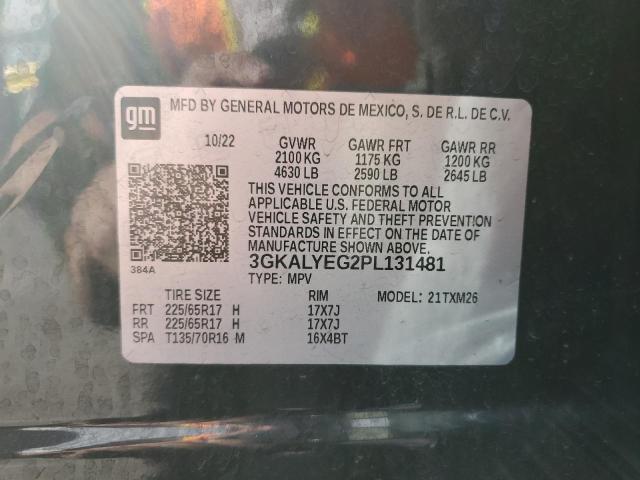 gm
MFD BY GENERAL MOTORS DE MEXICO, S. DE R.L. DE C.V.
10/22 GVWR GAWR FRT GAWR RR
2100 KG 1175 KG 1200 KG
4630 LB 2590 LB 2645 LB
THIS VEHICLE CONFORMS TO ALL
APPLICABLE U.S. FEDERAL MOTOR
VEHICLE SAFETY AND THEFT PREVENTION
STANDARDS IN EFFECT ON THE DATE OF
MANUFACTURE SHOWN ABOVE.
384A
3GKALYEG2PL131481
TYPE: MPV
TIRE SIZE RIM MODEL: 21TXM26
FRT 225/65R17 H 17X7J
RR 225/65R17 H 17X7J
SPA T135/70R16 M 16X4BT